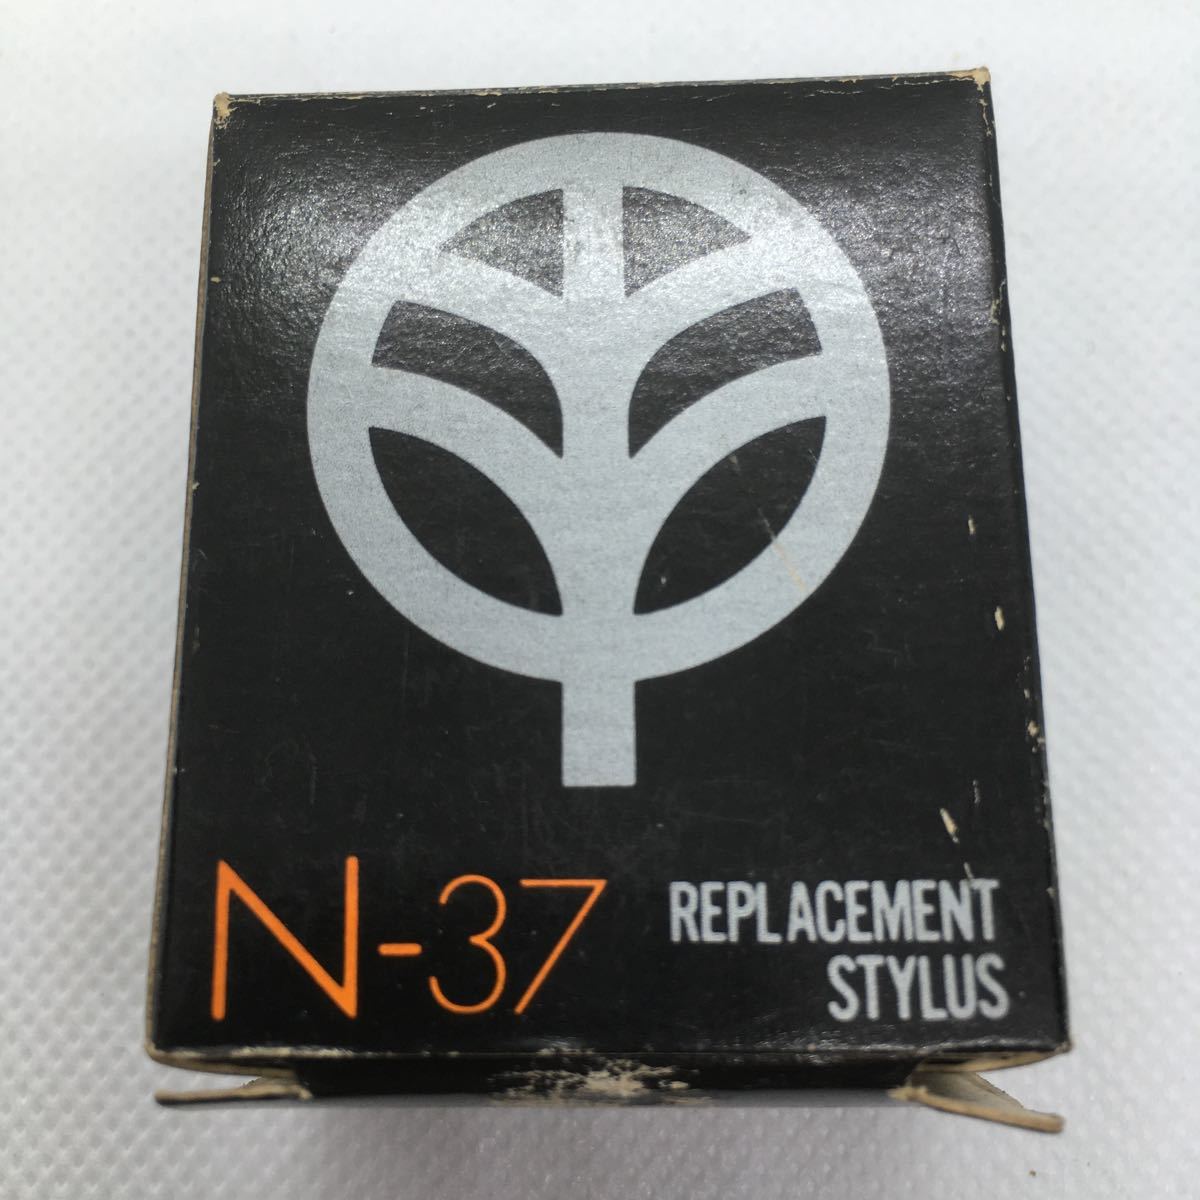 N-37
REPLACEMENT
STYLUS